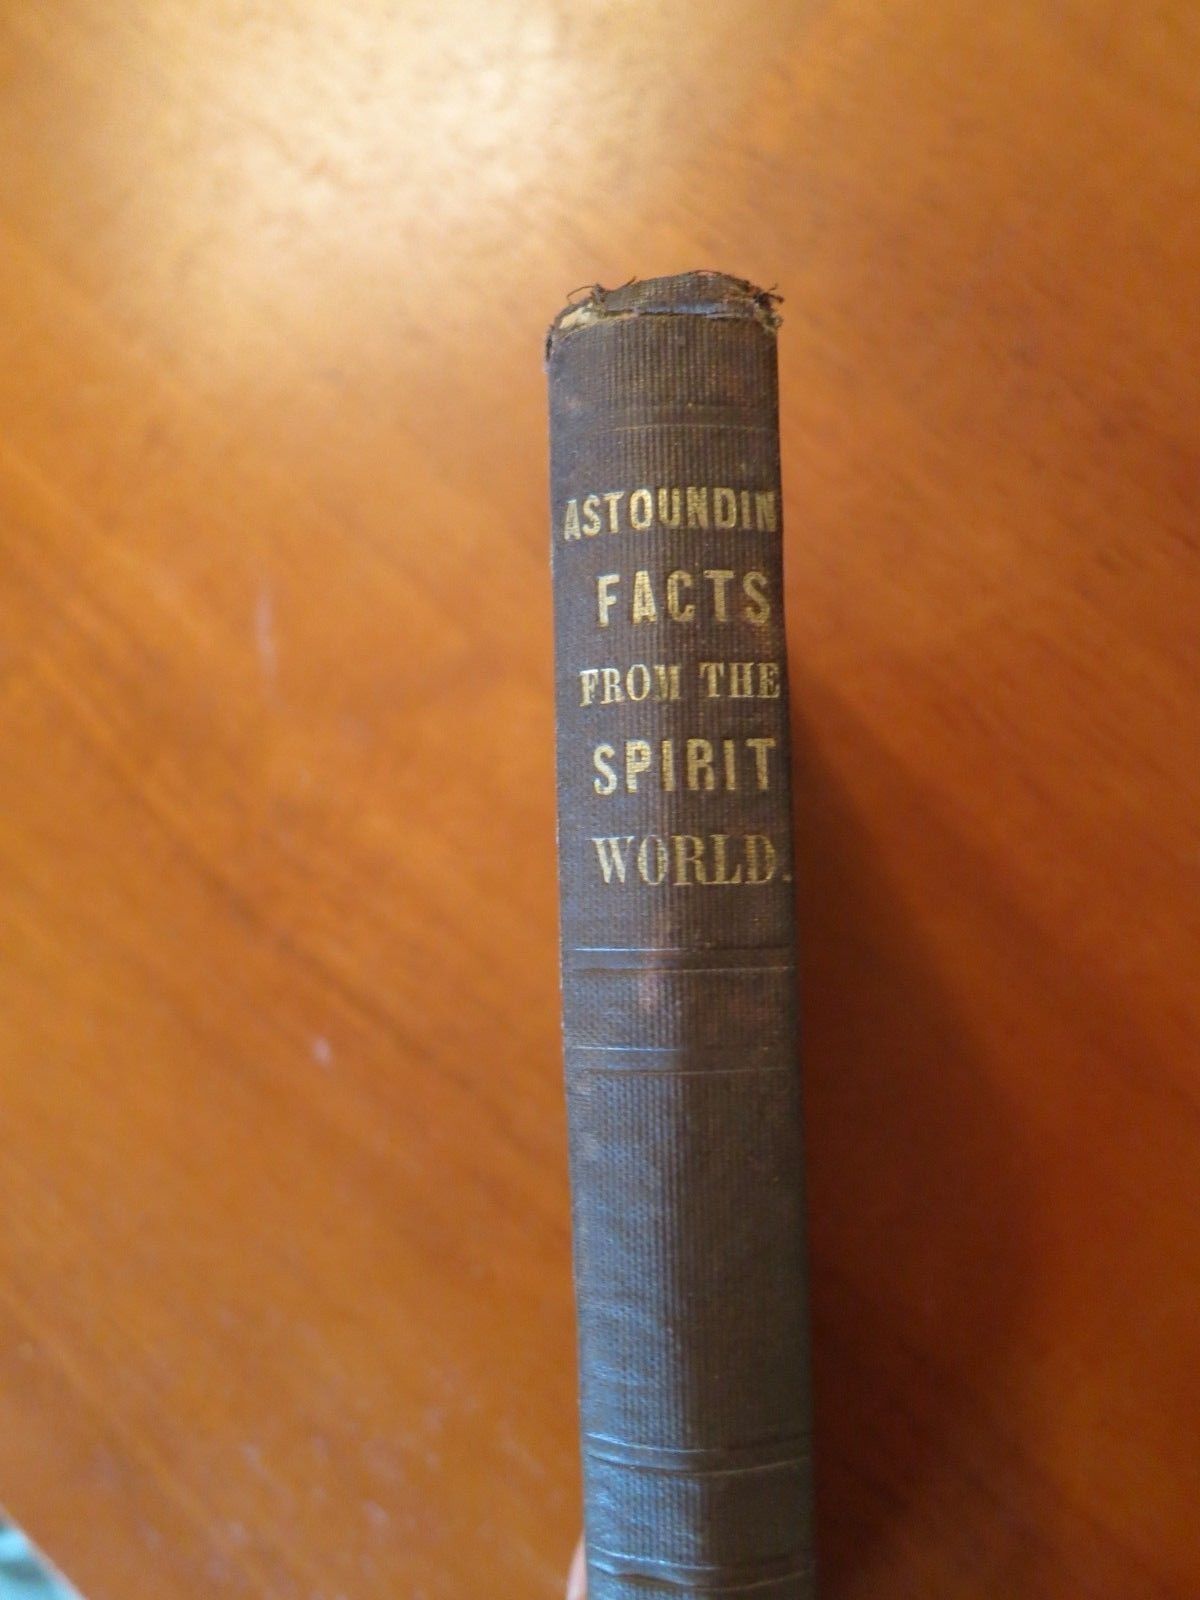 ASTOUNDIN
FACTS
FROM THE
SPIRIT
WORLD.